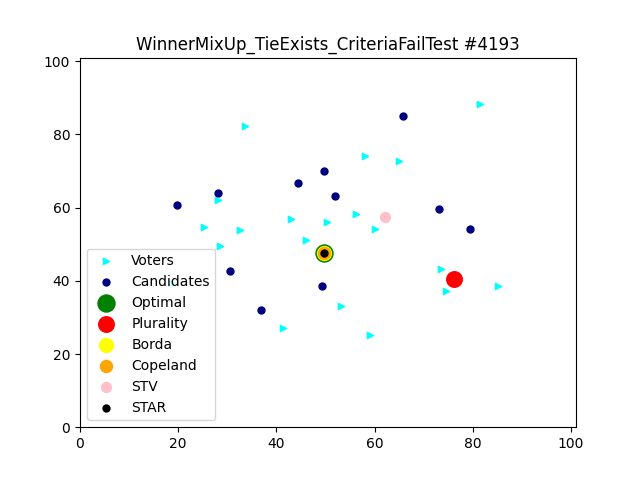 WinnerMixUp_TieExists_CriteriaFailTest #4193
100
80
60
40
20
0
Voters
Candidates
Optimal
Plurality
Borda
Copeland
STV
STAR
0 20 40 60 80 100